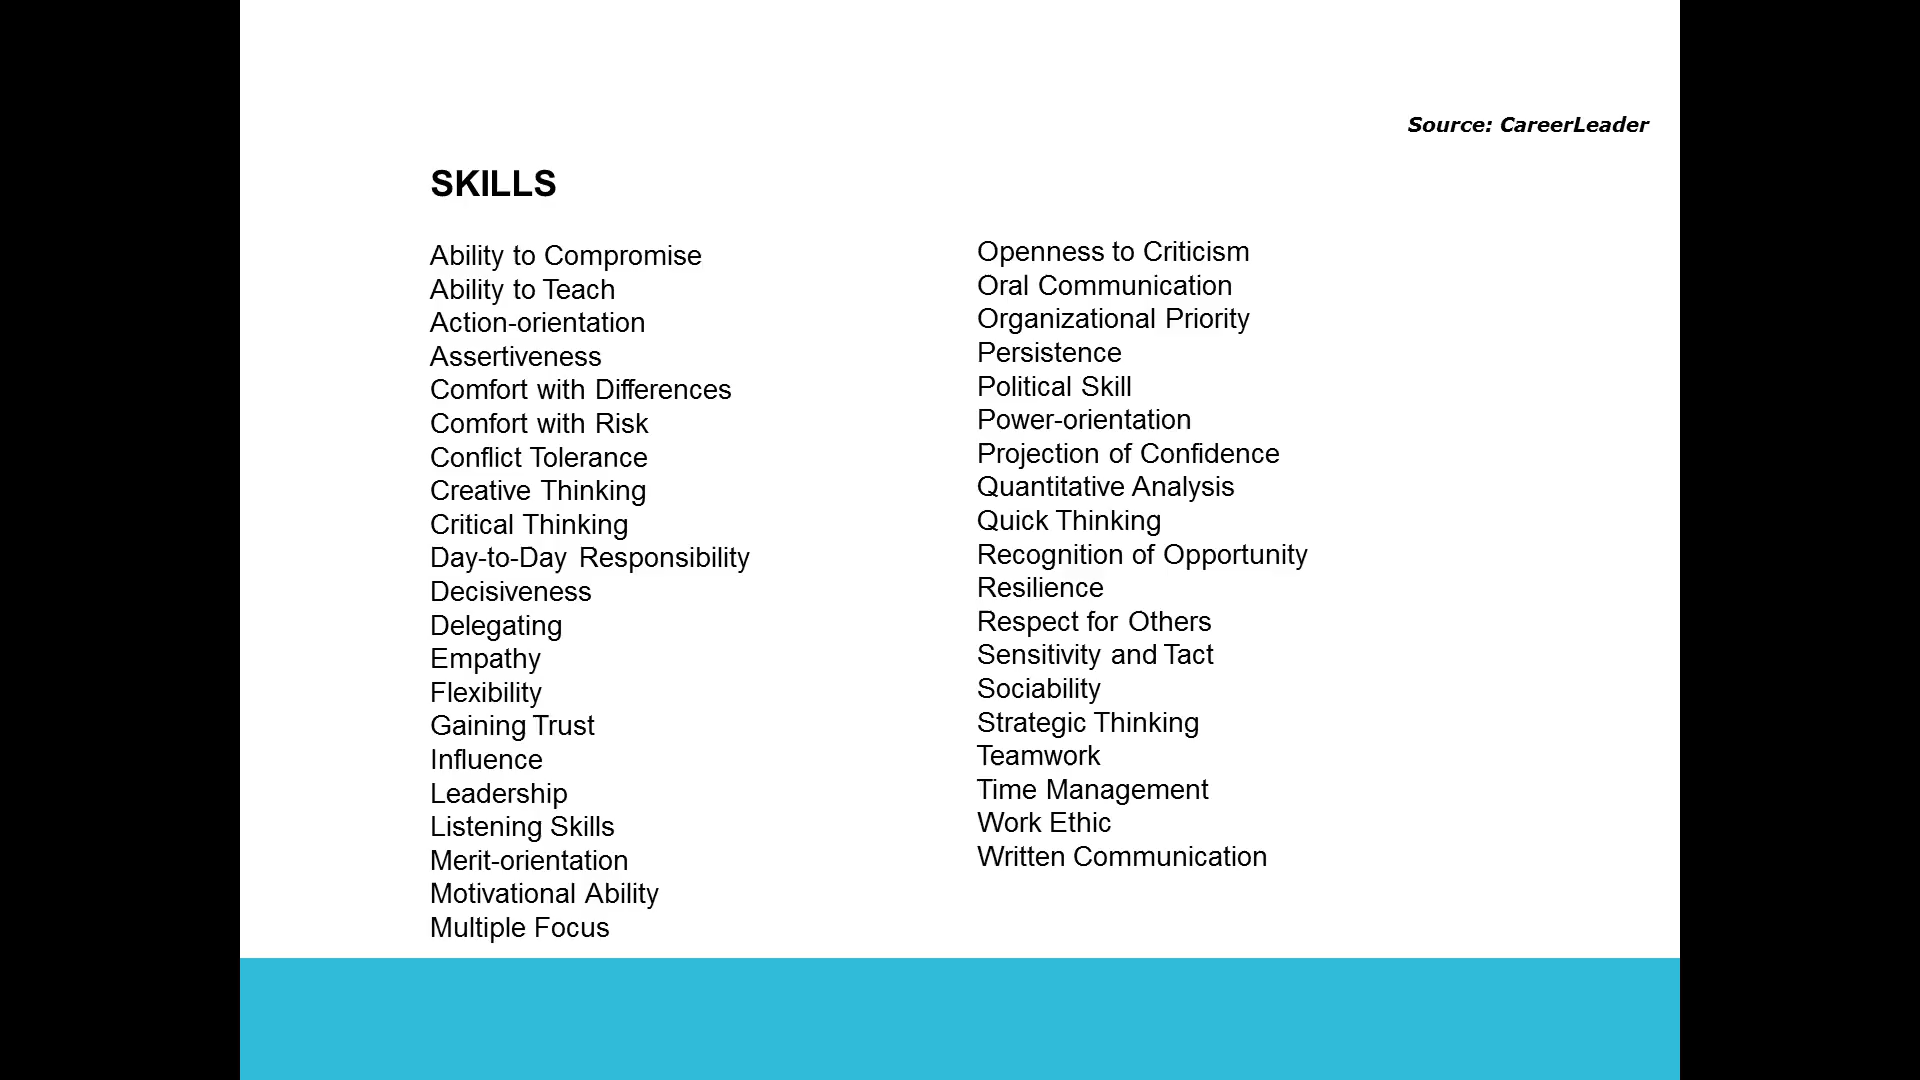 Source: CareerLeader
SKILLS
Ability to Compromise
Ability to Teach
Action-orientation
Assertiveness
Comfort with Differences
Comfort with Risk
Conflict Tolerance
Creative Thinking
Critical Thinking
Day-to-Day Responsibility
Decisiveness
Delegating
Empathy
Flexibility
Gaining Trust
Influence
Leadership
Listening Skills
Merit-orientation
Motivational Ability
Multiple Focus
Openness to Criticism
Oral Communication
Organizational Priority
Persistence
Political Skill
Power-orientation
Projection of Confidence
Quantitative Analysis
Quick Thinking
Recognition of Opportunity
Resilience
Respect for Others
Sensitivity and Tact
Sociability
Strategic Thinking
Teamwork
Time Management
Work Ethic
Written Communication